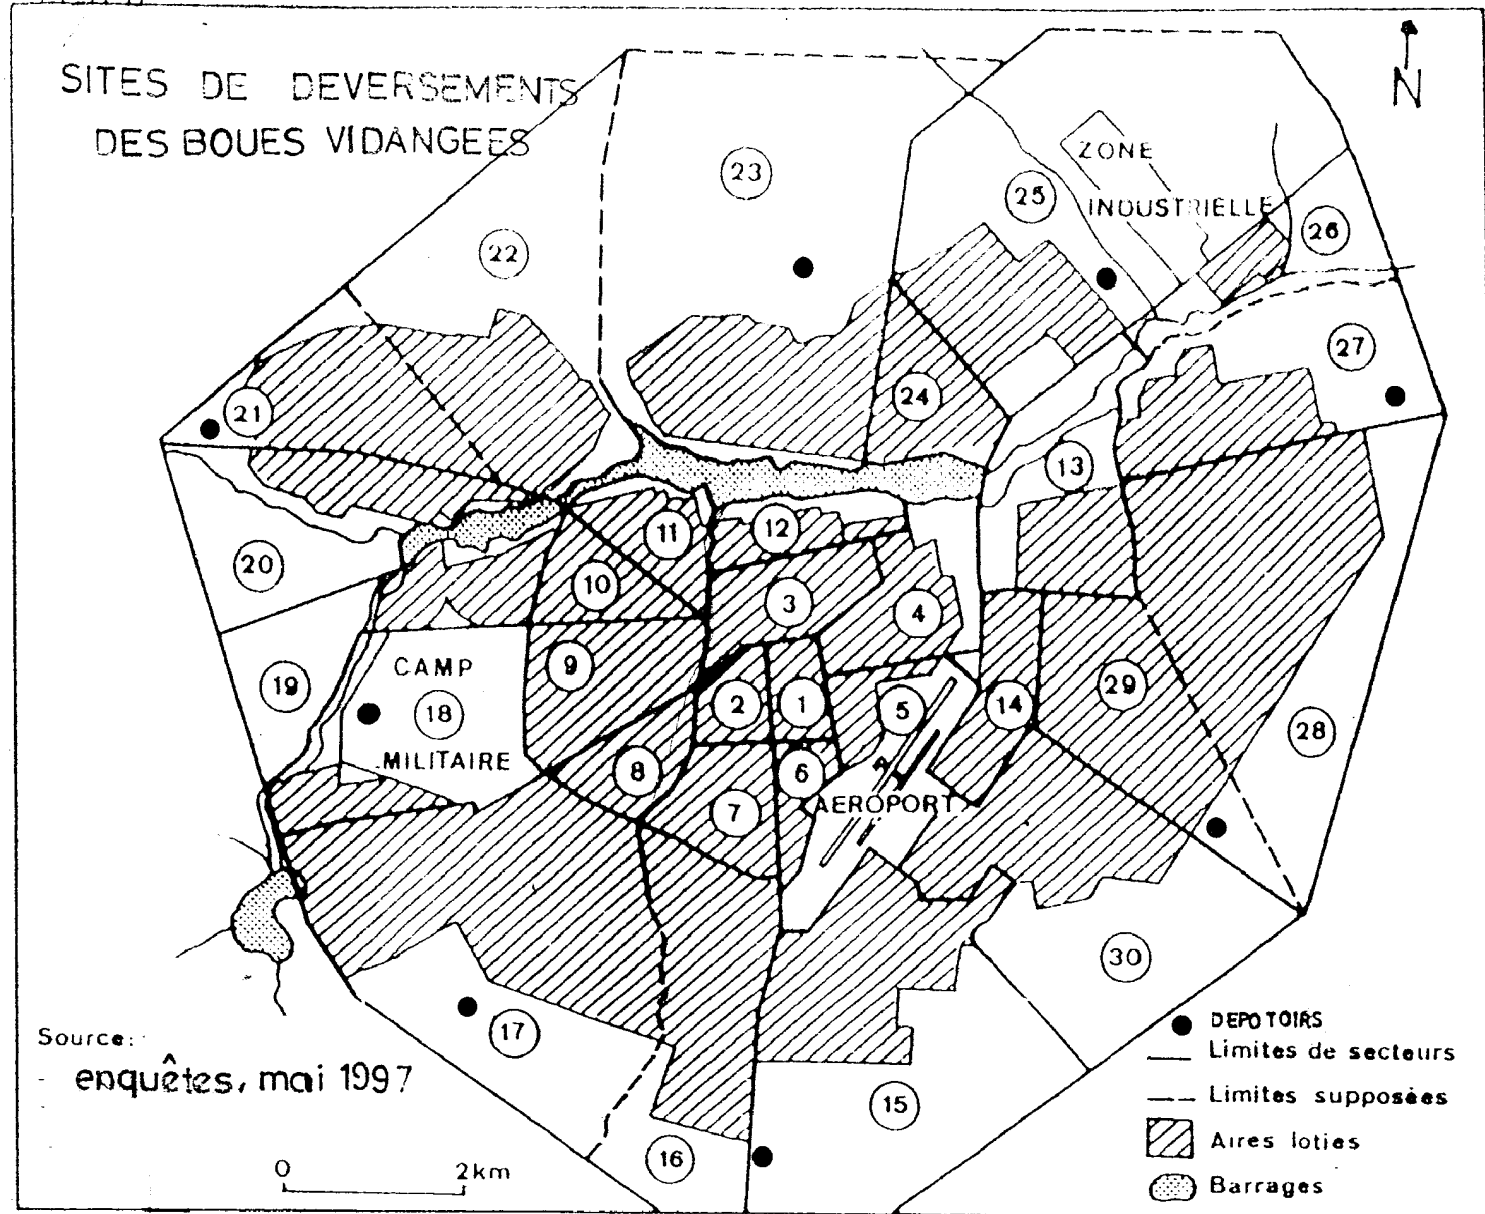 SITES DE DEVERSEMENTS
DES BOUES VIDANGEES
N
23
ZONE
25
INDUSTRIELLE
26
22
27
21
24
13
11
12
20
10
3
4
9
CAMP
19
18
2
1
5
14
29
28
MILITAIRE
8
6
7
AEROPORT
30
17
Source:
enquêtes, mai 1997
15
16
0 2km
DEPOTOIRS
Limites de secteurs
Limites supposées
Aires loties
Barrages